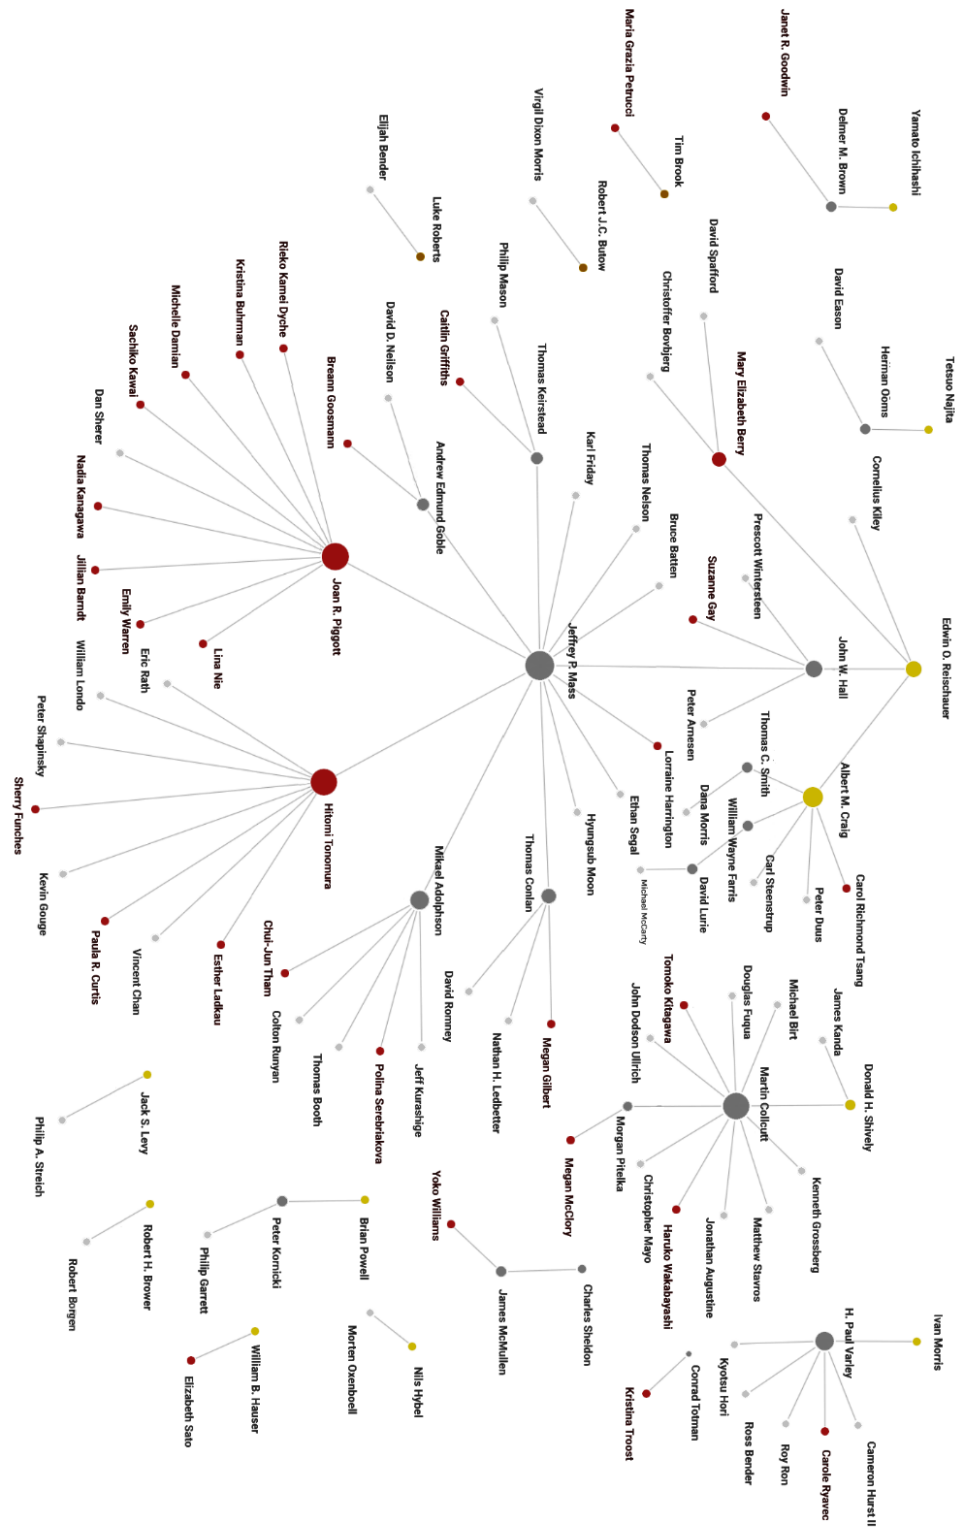 Yamato Ichihashi
Delmer M. Brown
Janet R. Goodwin
Tim Brook
Maria Grazia Petrucci
Robert J.C. Butow
Virgil Dixon Morris
Luke Roberts
Elijah Bender
Tetsuo Najita
Herman Ooms
David Eason
Cornelius Kiley
David Spafford
Christoffer Bovbjerg
Mary Elizabeth Berry
Philip Mason
Caitlin Griffiths
Thomas Keirstead
David D. Neilson
Breann Goosmann
Andrew Edmund Goble
Rieko Kamei Dyche
Kristina Buhrman
Michelle Damian
Sachiko Kawai
Dan Sherer
Nadia Kanagawa
Jillian Barndt
Emily Warren
Lina Nie
Joan R. Piggott
Karl Friday
Thomas Nelson
Bruce Batten
Prescott Wintersteen
Suzanne Gay
Edwin O. Reischauer
John W. Hall
Jeffrey P. Mass
Peter Arnesen
Lorraine Harrington
Ethan Segal
Hyungsub Moon
Thomas C. Smith
Dana Morris
William Wayne Farris
David Lurie
Michael McCarty
Albert M. Craig
Carl Steenstrup
Peter Duus
Carol Richmond Tsang
Eric Rath
William Londo
Peter Shapinsky
Sherry Funches
Kevin Gouge
Paula R. Curtis
Vincent Chan
Esther Ladkau
Hitomi Tonomura
Mikael Adolphson
Chui-Jun Tham
Colton Runyan
Thomas Booth
Polina Serebriakova
Jeff Kurashige
Thomas Conlan
David Romney
Nathan H. Ledbetter
Megan Gilbert
James Kanda
Donald H. Shively
Michael Birt
Douglas Fuqua
Tomoko Kitagawa
John Dodson Ullrich
Martin Collcutt
Morgan Pitelka
Megan McClory
Christopher Mayo
Haruko Wakabayashi
Jonathan Augustine
Matthew Stavros
Kenneth Grossberg
Jack S. Levy
Philip A. Streich
Robert H. Brower
Robert Borgen
Brian Powell
Peter Kornicki
Philip Garrett
Yoko Williams
James McMullen
Charles Sheldon
William B. Hauser
Elizabeth Sato
Nils Hybel
Morten Oxenboell
Conrad Totman
Kristina Troost
Ivan Morris
H. Paul Varley
Kyotsu Hori
Ross Bender
Roy Ron
Carole Ryavec
Cameron Hurst II